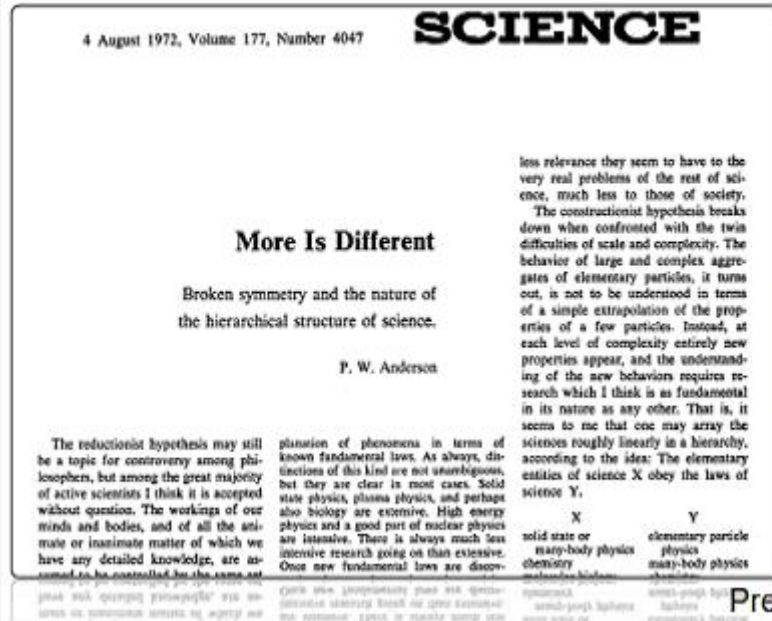 4 August 1972, Volume 177, Number 4047
SCIENCE
More Is Different
Broken symmetry and the nature of
the hierarchical structure of science.
P. W. Anderson
The reductionist hypothesis may still
be a topic for controversy among phi-
losophers, but among the great majority
of active scientists I think it is accepted
without question. The workings of our
minds and bodies, and of all the ani-
mate or inanimate matter of which we
have any detailed knowledge, are as-
sumed to be controlled by the same set
planation of phenomena in terms of
known fundamental laws. As always, dis-
tinctions of this kind are not unambiguous,
but they are clear in most cases. Solid
state physics, plasma physics, and perhaps
also biology are extensive. High energy
physics and a good part of nuclear physics
are intensive. There is always much less
intensive research going on than extensive.
Once new fundamental laws are discov-
less relevance they seem to have to the
very real problems of the rest of sci-
ence, much less to those of society.
The constructionist hypothesis breaks
down when confronted with the twin
difficulties of scale and complexity. The
behavior of large and complex aggre-
gates of elementary particles, it turns
out, is not to be understood in terms
of a simple extrapolation of the prop-
erties of a few particles. Instead, at
each level of complexity entirely new
properties appear, and the understand-
ing of the new behaviors requires re-
search which I think is as fundamental
in its nature as any other. That is, it
seems to me that one may array the
sciences roughly linearly in a hierarchy,
according to the idea: The elementary
entities of science X obey the laws of
science Y.
X Y
solid state or elementary particle
many-body physics physics
chemistry many-body physics
Pre